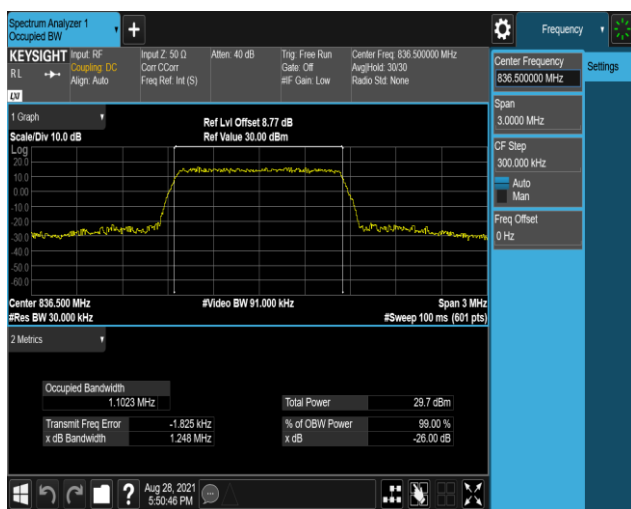 Spectrum Analyzer 1
Occupied BW
+
Frequency
KEYSIGHT
RL
Input: RF
Coupling: DC
Align: Auto
Input Z: 50 Ω
Corr CCorr
Freq Ref: Int (S)
Atten: 40 dB
Trig: Free Run
Gate: Off
#IF Gain: Low
Center Freq: 836.500000 MHz
Avg|Hold: 30/30
Radio Std: None
LXI
Center Frequency
836.500000 MHz
Settings
Span
3.0000 MHz
CF Step
300.000 kHz
Auto
Man
Freq Offset
0 Hz
1 Graph
Scale/Div 10.0 dB
Ref Lvl Offset 8.77 dB
Ref Value 30.00 dBm
Log
20.0
10.0
0.00
-10.0
-20.0
-30.0
-40.0
-50.0
-60.0
Center 836.500 MHz
#Video BW 91.000 kHz
Span 3 MHz
#Res BW 30.000 kHz
#Sweep 100 ms (601 pts)
2 Metrics
Occupied Bandwidth
1.1023 MHz
Total Power 29.7 dBm
Transmit Freq Error -1.825 kHz
% of OBW Power 99.00 %
x dB Bandwidth 1.248 MHz
x dB -26.00 dB
?
Aug 28, 2021
5:50:46 PM